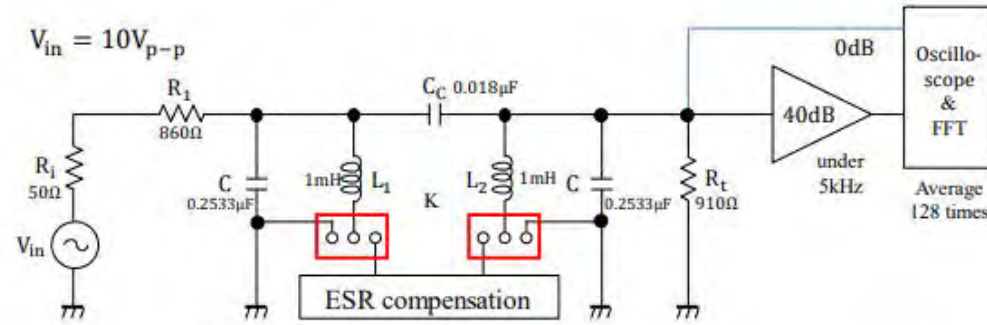 V_in = 10V_p−p
R_1
860Ω
R_i
50Ω
V_in
C
0.2533μF
1mH
L_1
C_C 0.018μF
K
L_2
1mH
C
0.2533μF
R_t
910Ω
ESR compensation
0dB
40dB
under
5kHz
Oscillo-
scope
&
FFT
Average
128 times